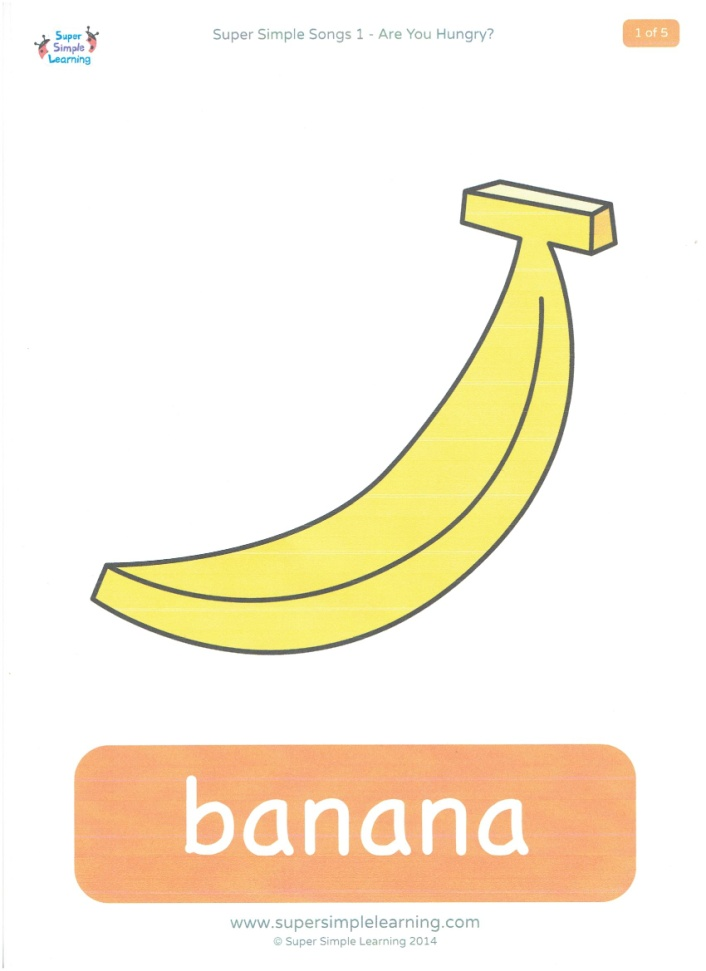 Super
Simple
Learning
Super Simple Songs 1 - Are You Hungry?
1 of 5
banana
www.supersimplelearning.com
© Super Simple Learning 2014